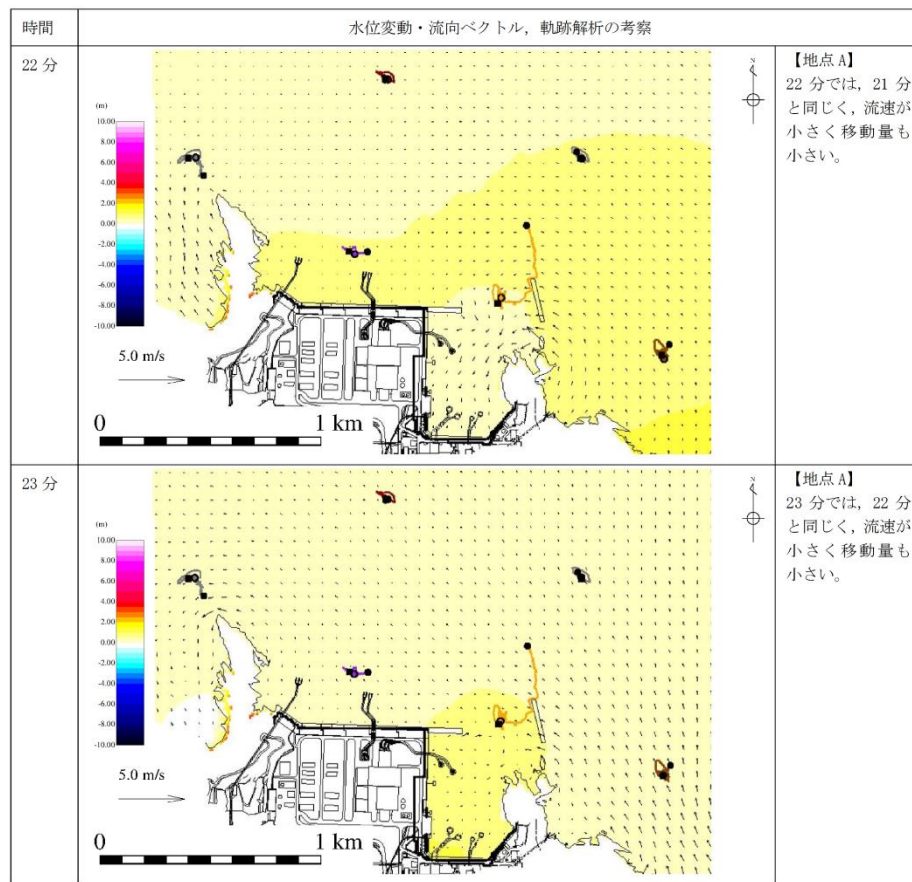 時間
水位変動・流向ベクトル，軌跡解析の考察
22 分
(m)
10.00
8.00
6.00
4.00
2.00
0.00
-2.00
-4.00
-6.00
-8.00
-10.00
5.0 m/s
0
1 km
N
【地点 A】
22 分では，21 分
と同じく，流速が
小さく移動量も
小さい。
23 分
(m)
10.00
8.00
6.00
4.00
2.00
0.00
-2.00
-4.00
-6.00
-8.00
-10.00
5.0 m/s
0
1 km
N
【地点 A】
23 分では，22 分
と同じく，流速が
小さく移動量も
小さい。